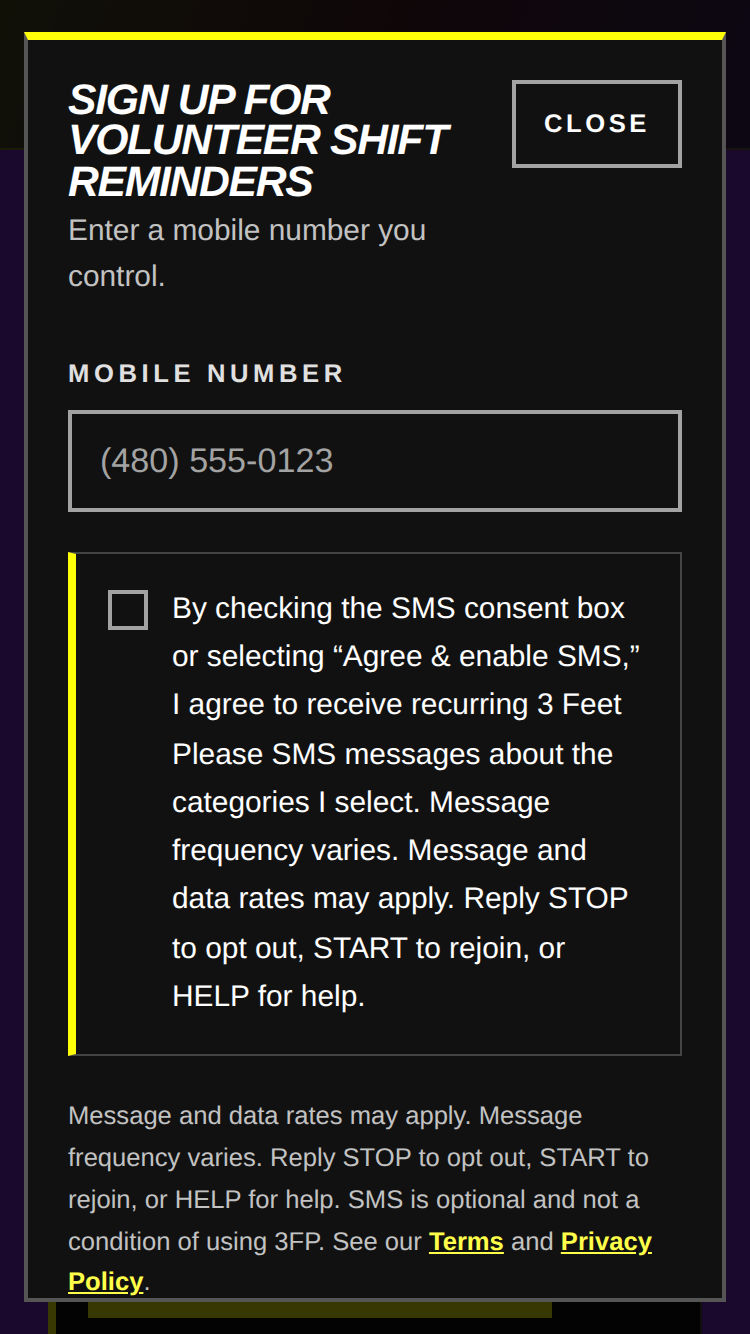 SIGN UP FOR
VOLUNTEER SHIFT
REMINDERS
CLOSE
Enter a mobile number you
control.
MOBILE NUMBER
(480) 555-0123
By checking the SMS consent box
or selecting “Agree & enable SMS,”
I agree to receive recurring 3 Feet
Please SMS messages about the
categories I select. Message
frequency varies. Message and
data rates may apply. Reply STOP
to opt out, START to rejoin, or
HELP for help.
Message and data rates may apply. Message
frequency varies. Reply STOP to opt out, START to
rejoin, or HELP for help. SMS is optional and not a
condition of using 3FP. See our Terms and Privacy
Policy.